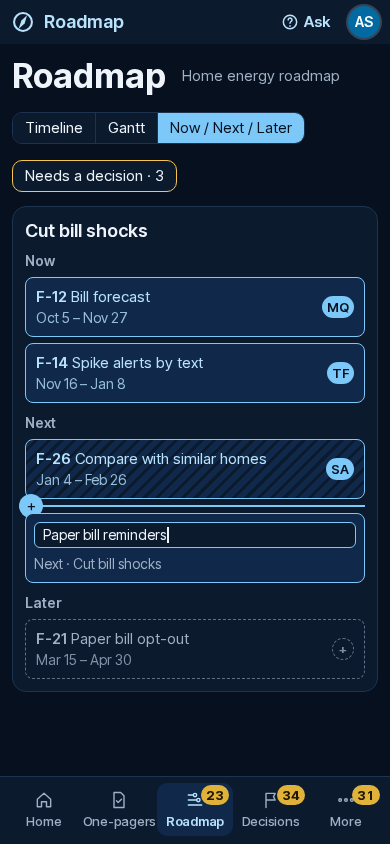 Roadmap
Ask
AS
Roadmap
Home energy roadmap
Timeline
Gantt
Now / Next / Later
Needs a decision · 3
Cut bill shocks
Now
F-12 Bill forecast
Oct 5 – Nov 27
MQ
F-14 Spike alerts by text
Nov 16 – Jan 8
TF
Next
F-26 Compare with similar homes
Jan 4 – Feb 26
SA
+
Paper bill reminders
Next · Cut bill shocks
Later
F-21 Paper bill opt-out
Mar 15 – Apr 30
+
23
34
31
Home
One-pagers
Roadmap
Decisions
More